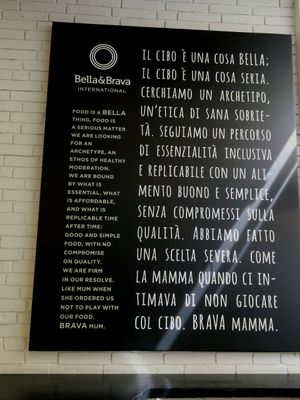 Bella&Brava
INTERNATIONAL
FOOD IS A BELLA
THING, FOOD IS
A SERIOUS MATTER.
WE ARE LOOKING
FOR AN
ARCHETYPE, AN
ETHOS OF HEALTHY
MODERATION.
WE ARE BOUND
BY WHAT IS
ESSENTIAL, WHAT
IS AFFORDABLE,
AND WHAT IS
REPLICABLE TIME
AFTER TIME:
GOOD AND SIMPLE
FOOD, WITH NO
COMPROMISE
ON QUALITY.
WE ARE FIRM
IN OUR RESOLVE.
LIKE MUM WHEN
SHE ORDERED US
NOT TO PLAY WITH
OUR FOOD.
BRAVA MUM.
IL CIBO È UNA COSA BELLA;
IL CIBO È UNA COSA SERIA.
CERCHIAMO UN ARCHETIPO,
UN'ETICA DI SANA SOBRIE-
TÀ. SEGUIAMO UN PERCORSO
DI ESSENZIALITÀ INCLUSIVA
E REPLICABILE CON UN ALI-
MENTO BUONO E SEMPLICE,
SENZA COMPROMESSI SULLA
QUALITÀ. ABBIAMO FATTO
UNA SCELTA SEVERA. COME
LA MAMMA QUANDO CI IN-
TIMAVA DI NON GIOCARE
COL CIBO. BRAVA MAMMA.